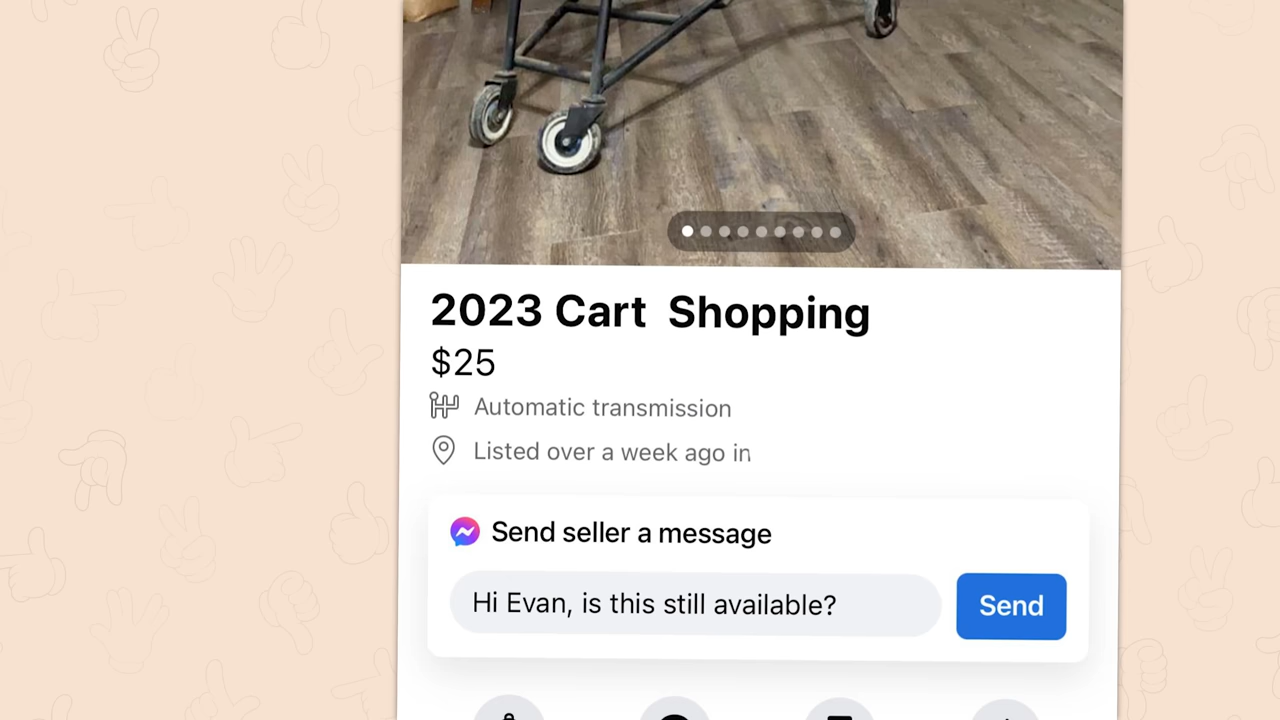 2023 Cart  Shopping
$25
Automatic transmission
Listed over a week ago in
Send seller a message
Hi Evan, is this still available?
Send